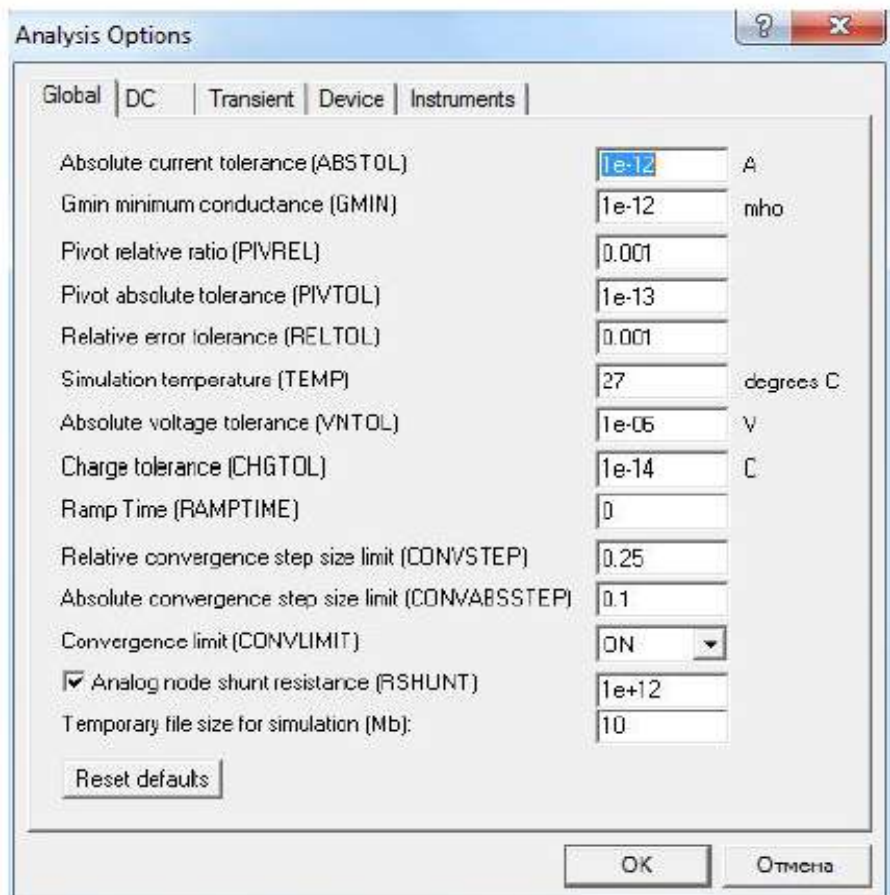 Analysis Options
Global DC Transient Device Instruments
Absolute current tolerance (ABSTOL) 1e-12 A
Gmin minimum conductance (GMIN) 1e-12 mho
Pivot relative ratio (PIVREL) 0.001
Pivot absolute tolerance (PIVTOL) 1e-13
Relative error tolerance (RELTOL) 0.001
Simulation temperature (TEMP) 27 degrees C
Absolute voltage tolerance (VNTOL) 1e-06 V
Charge tolerance (CHGTOL) 1e-14 C
Ramp Time (RAMPTIME) 0
Relative convergence step size limit (CONVSTEP) 0.25
Absolute convergence step size limit (CONVABSSTEP) 0.1
Convergence limit (CONVLIMIT) ON
Analog node shunt resistance (RSHUNT) 1e+12
Temporary file size for simulation (Mb): 10
Reset defaults
OK Отмена